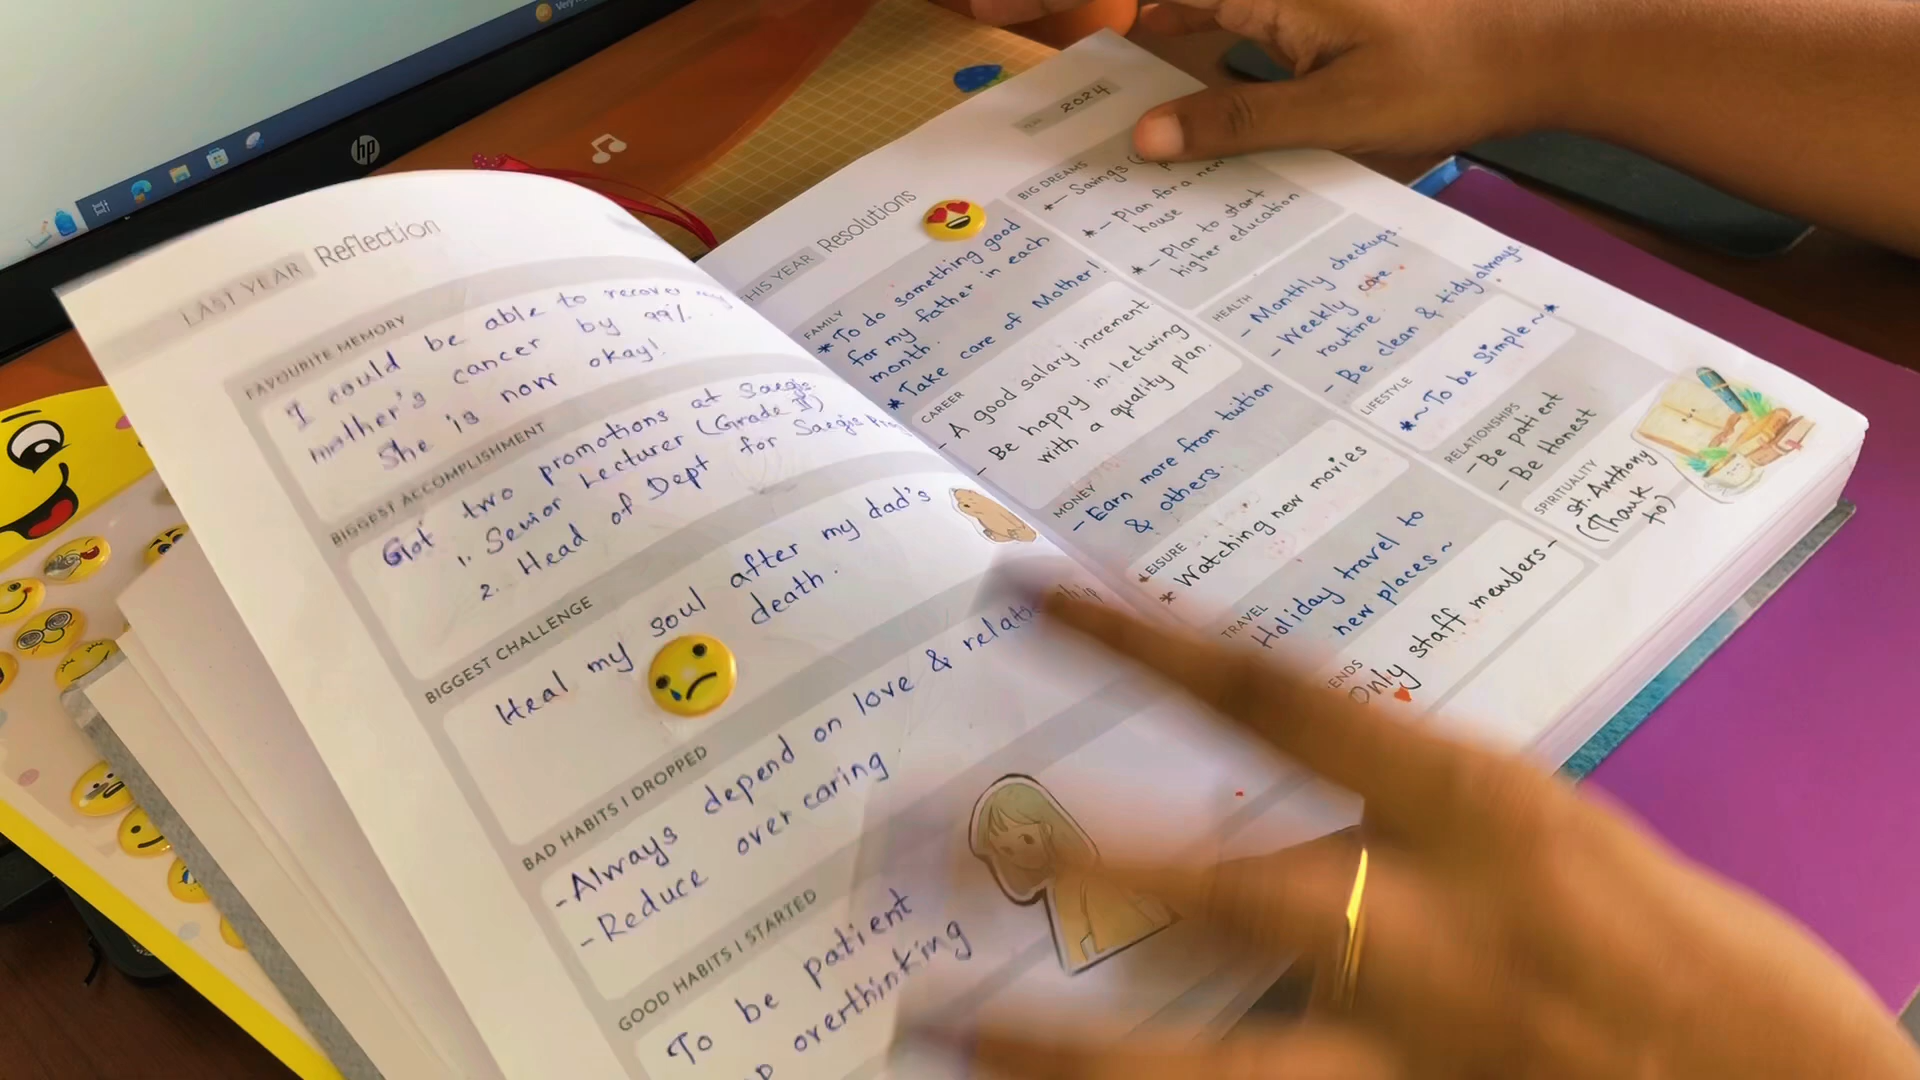 hp
LAST YEAR Reflection
FAVOURITE MEMORY
I could be able to recover my
mother's cancer by 99%.
She is now okay!
BIGGEST ACCOMPLISHMENT
Got two promotions at Saegis.
1. Senior Lecturer (Grade II)
2. Head of Dept for Saegis
BIGGEST CHALLENGE
Heal my soul after my dad's
death.
BAD HABITS I DROPPED
- Always depend on love & relationship
- Reduce over caring
GOOD HABITS I STARTED
To be patient
overthinking
YEAR 2024
THIS YEAR Resolutions
FAMILY
* To do something good
for my father in each
month.
* Take care of Mother!
CAREER
- A good salary increment.
- Be happy in lecturing
with a quality plan.
MONEY
- Earn more from tuition
& others.
LEISURE
* Watching new movies
TRAVEL
Holiday travel to
new places ~
ENDS
Only staff members -
BIG DREAMS
* - Savings
* - Plan for a new
house
* - Plan to start
higher education
HEALTH
- Monthly checkups.
- Weekly care
routine.
- Be clean & tidy always.
LIFESTYLE
* ~ To be simple ~ *
RELATIONSHIPS
- Be patient
- Be Honest
SPIRITUALITY
St. Anthony
(Thank
to)